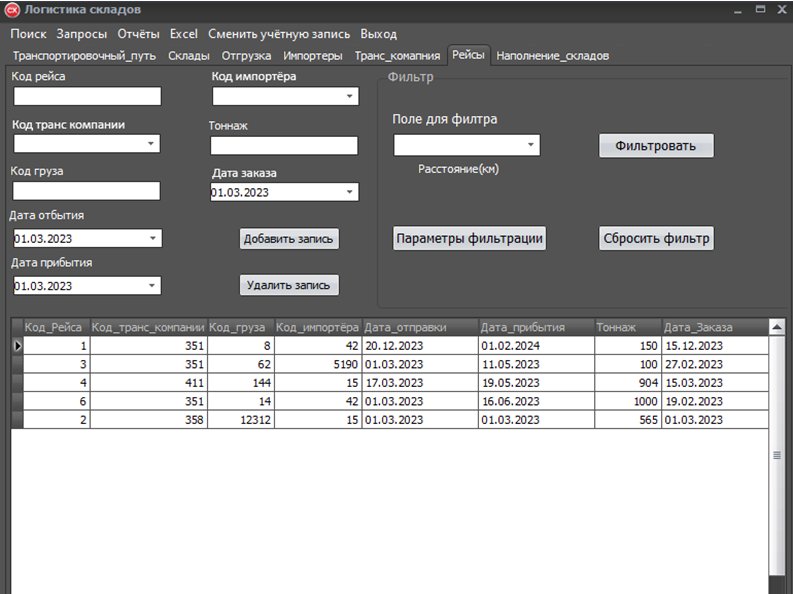 Логистика складов
Поиск Запросы Отчёты Excel Сменить учётную запись Выход
Транспортировочный_путь Склады Отгрузка Импортеры Транс_комапния Рейсы Наполнение_складов
Код рейса
Код импортёра
Фильтр
Код транс компании
Тоннаж
Поле для филтра
Фильтровать
Расстояние(км)
Код груза
Дата заказа
01.03.2023
Дата отбытия
01.03.2023
Добавить запись
Параметры фильтрации
Сбросить фильтр
Дата прибытия
01.03.2023
Удалить запись
Код_Рейса Код_транс_компании Код_груза Код_импортёра Дата_отправки Дата_прибытия Тоннаж Дата_Заказа
1 351 8 42 20.12.2023 01.02.2024 150 15.12.2023
3 351 62 5190 01.03.2023 11.05.2023 100 27.02.2023
4 411 144 15 17.03.2023 19.05.2023 904 15.03.2023
6 351 14 42 01.03.2023 16.06.2023 1000 19.02.2023
2 358 12312 15 01.03.2023 01.03.2023 565 01.03.2023